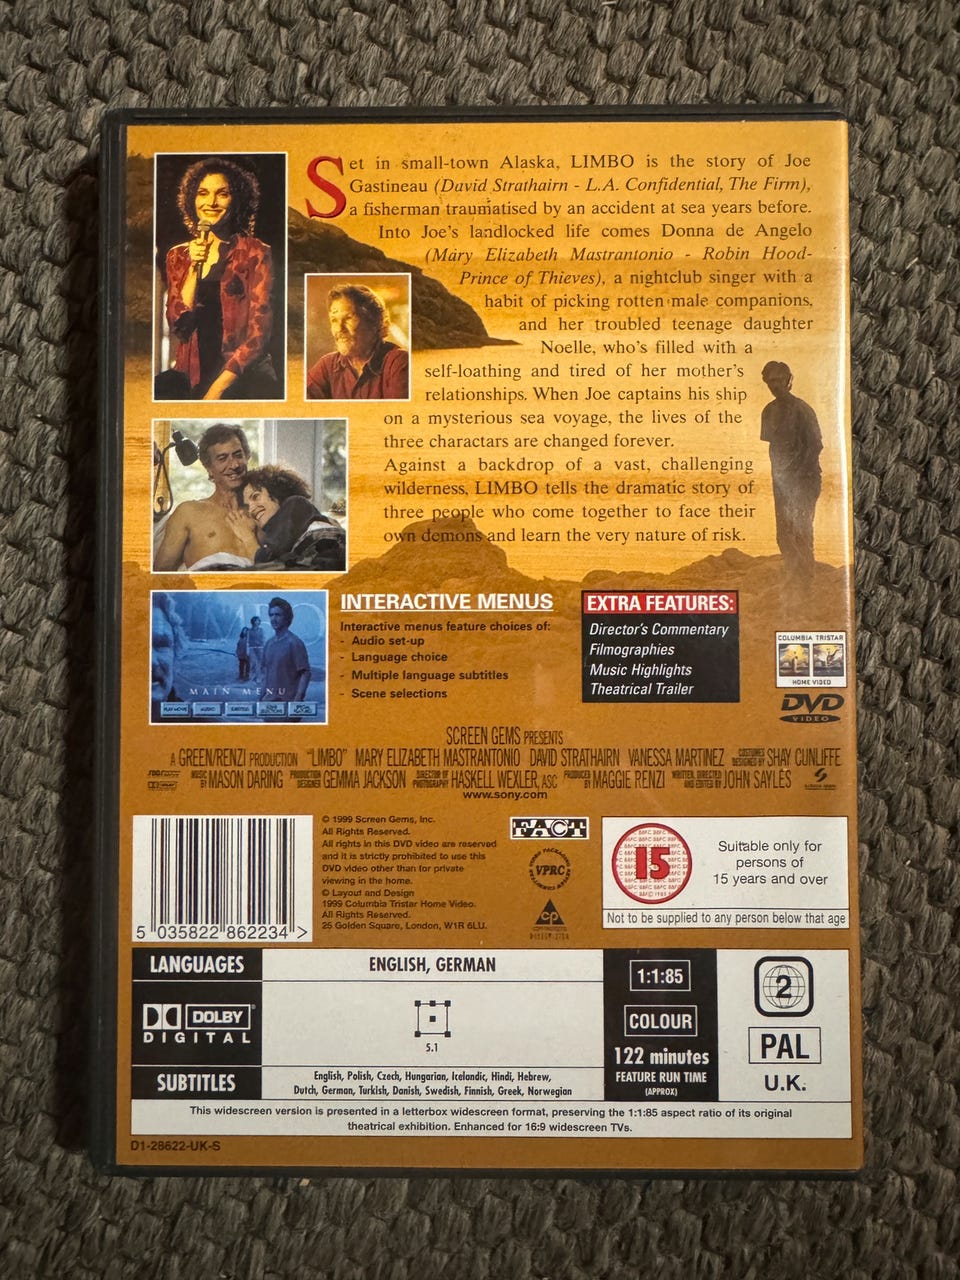 Set in small-town Alaska, LIMBO is the story of Joe
Gastineau (David Strathairn - L.A. Confidential, The Firm),
a fisherman traumatised by an accident at sea years before.
Into Joe's landlocked life comes Donna de Angelo
(Mary Elizabeth Mastrantonio - Robin Hood-
Prince of Thieves), a nightclub singer with a
habit of picking rotten male companions,
and her troubled teenage daughter
Noelle, who's filled with a
self-loathing and tired of her mother's
relationships. When Joe captains his ship
on a mysterious sea voyage, the lives of the
three charactars are changed forever.
Against a backdrop of a vast, challenging
wilderness, LIMBO tells the dramatic story of
three people who come together to face their
own demons and learn the very nature of risk.
MAIN MENU
PLAY MOVIE
INTERACTIVE MENUS
Interactive menus feature choices of:
- Audio set-up
- Language choice
- Multiple language subtitles
- Scene selections
EXTRA FEATURES:
Director's Commentary
Filmographies
Music Highlights
Theatrical Trailer
COLUMBIA TRISTAR
HOME VIDEO
DVD
VIDEO
SCREEN GEMS PRESENTS
A GREEN/RENZI PRODUCTION "LIMBO" MARY ELIZABETH MASTRANTONIO DAVID STRATHAIRN VANESSA MARTINEZ COSTUMES DESIGNED BY SHAY CUNLIFFE
MUSIC BY MASON DARING PRODUCTION DESIGNER GEMMA JACKSON DIRECTOR OF PHOTOGRAPHY HASKELL WEXLER, ASC PRODUCED BY MAGGIE RENZI WRITTEN, DIRECTED AND EDITED BY JOHN SAYLES
www.sony.com
5 035822 862234 >
© 1999 Screen Gems, Inc.
All Rights Reserved.
All rights in this DVD video are reserved
and it is strictly prohibited to use this
DVD video other than for private
viewing in the home.
© Layout and Design
1999 Columbia Tristar Home Video.
All Rights Reserved.
25 Golden Square, London, W1R 6LU.
FACT
VPRC
cp
15
Suitable only for
persons of
15 years and over
Not to be supplied to any person below that age
LANGUAGES
ENGLISH, GERMAN
DOLBY
DIGITAL
5.1
SUBTITLES
English, Polish, Czech, Hungarian, Icelandic, Hindi, Hebrew,
Dutch, German, Turkish, Danish, Swedish, Finnish, Greek, Norwegian
1:1:85
COLOUR
122 minutes
FEATURE RUN TIME
(APPROX)
2
PAL
U.K.
This widescreen version is presented in a letterbox widescreen format, preserving the 1:1:85 aspect ratio of its original
theatrical exhibition. Enhanced for 16:9 widescreen TVs.
D1-28622-UK-S